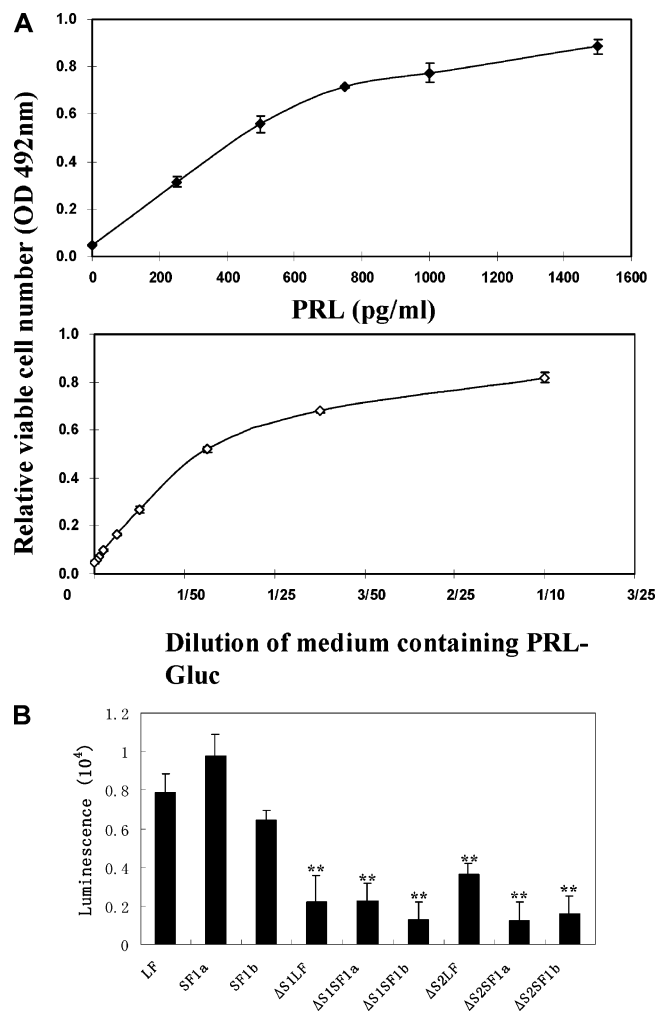 A
Relative viable cell number (OD 492nm)
1.0
0.8
0.6
0.4
0.2
0.0
0 200 400 600 800 1000 1200 1400 1600
PRL (pg/ml)
1.0
0.8
0.6
0.4
0.2
0.0
0 1/50 1/25 3/50 2/25 1/10 3/25
Dilution of medium containing PRL-
Gluc
B
Luminescence (10⁴)
1.2
1
0.8
0.6
0.4
0.2
0
** ** ** ** ** **
LF SF1a SF1b ΔS1LF ΔS1SF1a ΔS1SF1b ΔS2LF ΔS2SF1a ΔS2SF1b